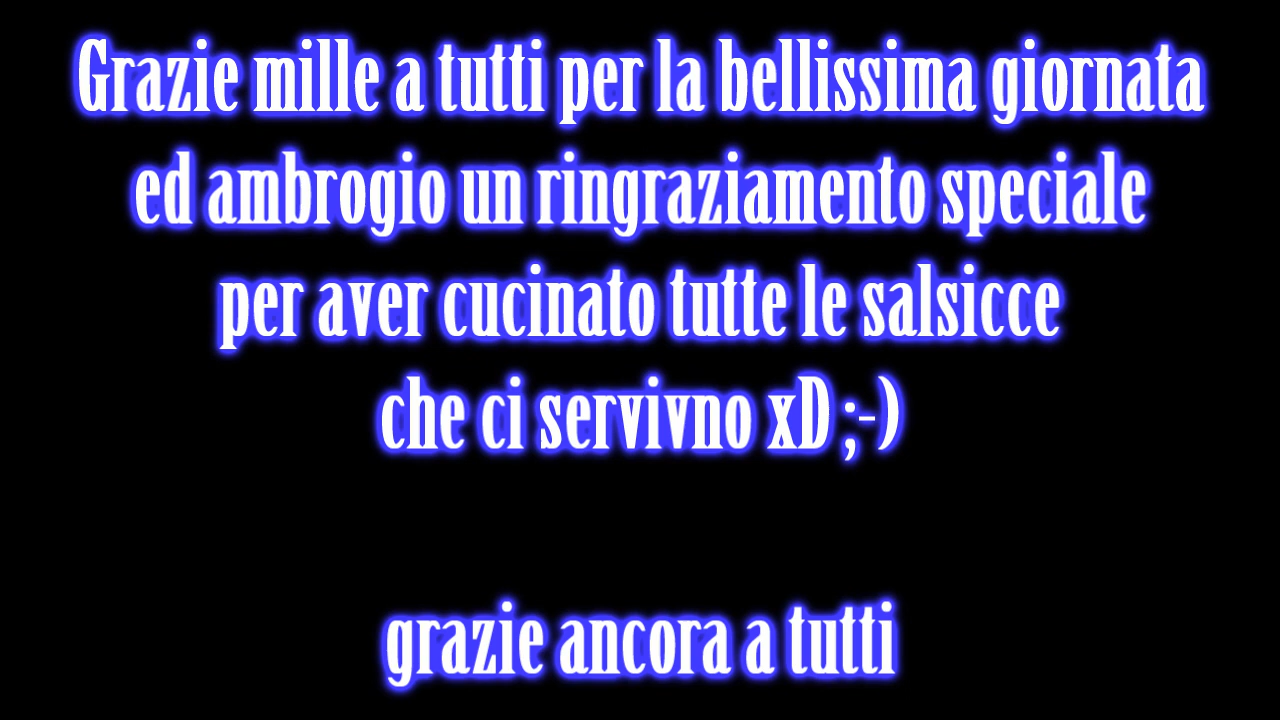 Grazie mille a tutti per la bellissima giornata
ed ambrogio un ringraziamento speciale
per aver cucinato tutte le salsicce
che ci servivno xD ;-)
grazie ancora a tutti